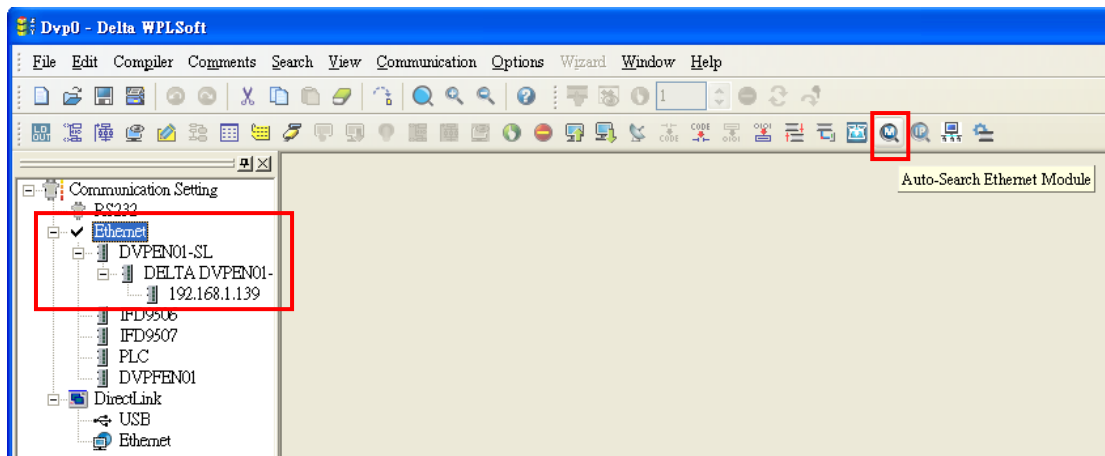 Dvp0 - Delta WPLSoft
File Edit Compiler Comments Search View Communication Options Wizard Window Help
1
Auto-Search Ethernet Module
Communication Setting
RS232
Ethernet
DVPEN01-SL
DELTA DVPEN01-
192.168.1.139
IFD9506
IFD9507
PLC
DVPFEN01
DirectLink
USB
Ethernet